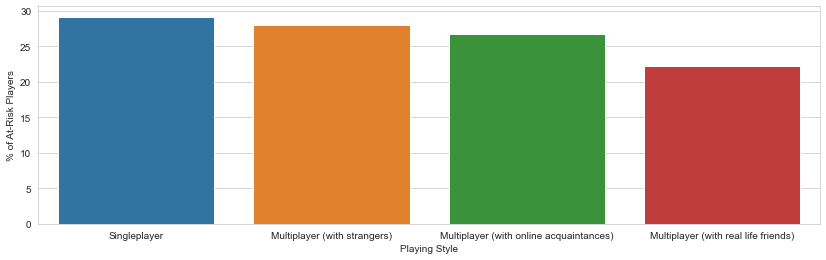 30
25
20
15
10
5
0
% of At-Risk Players
Singleplayer
Multiplayer (with strangers)
Multiplayer (with online acquaintances)
Multiplayer (with real life friends)
Playing Style